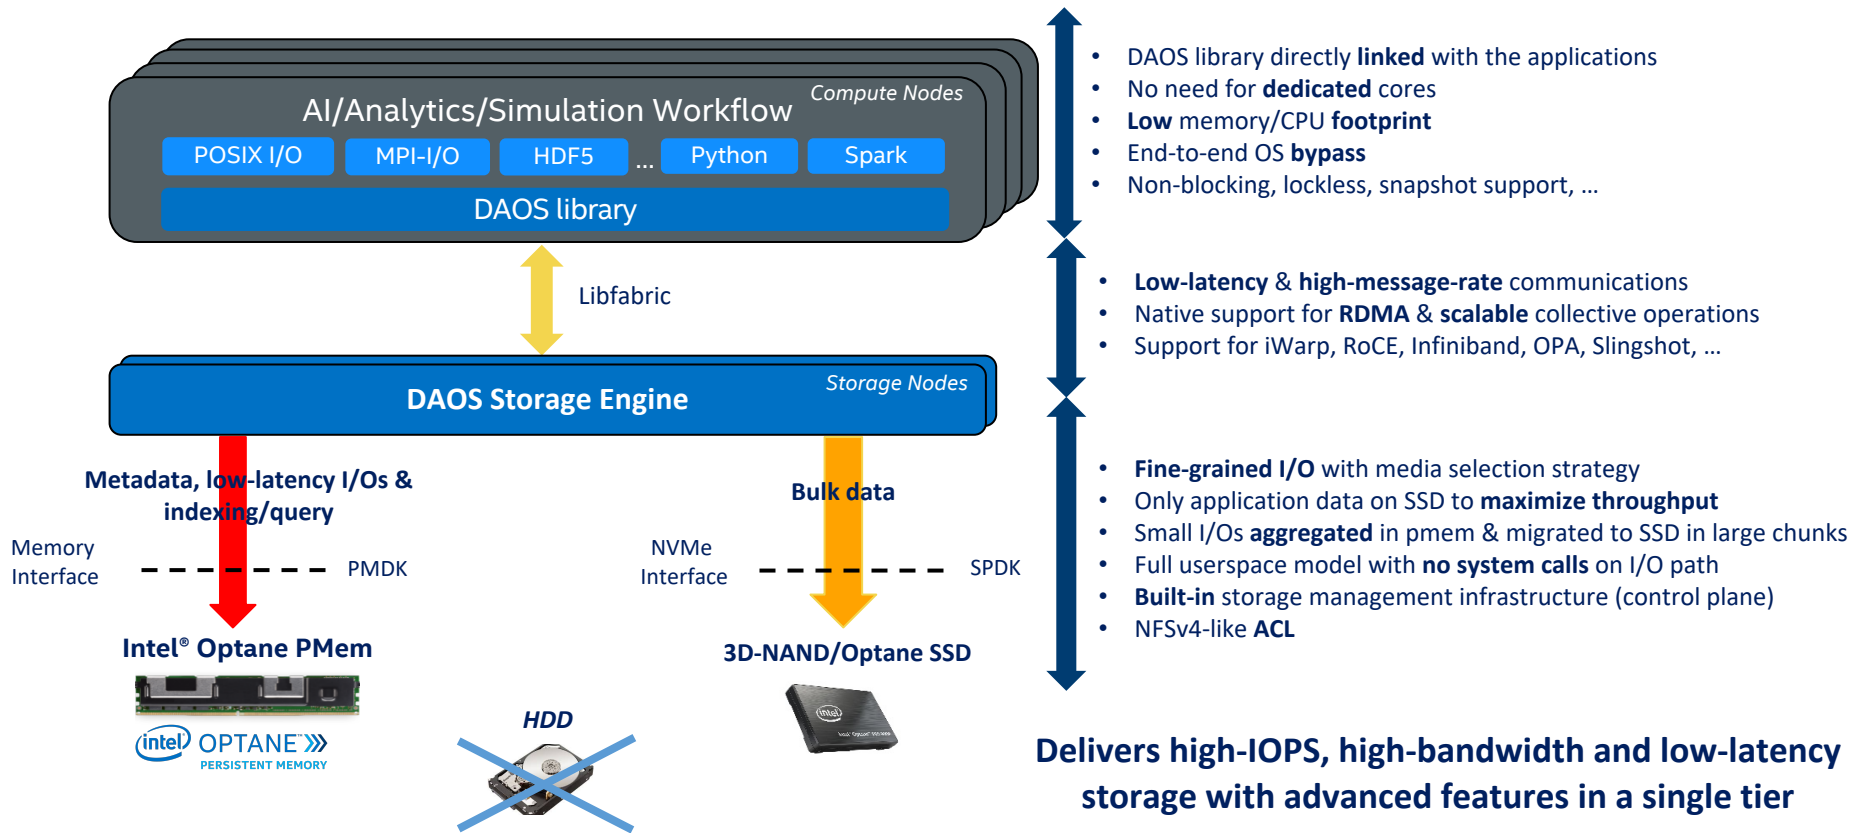 Compute Nodes
AI/Analytics/Simulation Workflow
POSIX I/O
MPI-I/O
HDF5
...
Python
Spark
DAOS library
Libfabric
Storage Nodes
DAOS Storage Engine
Metadata, low-latency I/Os &
indexing/query
Bulk data
Memory
Interface
PMDK
NVMe
Interface
SPDK
Intel® Optane PMem
3D-NAND/Optane SSD
intel OPTANE™
PERSISTENT MEMORY
HDD
(intel)
• DAOS library directly linked with the applications
• No need for dedicated cores
• Low memory/CPU footprint
• End-to-end OS bypass
• Non-blocking, lockless, snapshot support, …
• Low-latency & high-message-rate communications
• Native support for RDMA & scalable collective operations
• Support for iWarp, RoCE, Infiniband, OPA, Slingshot, …
• Fine-grained I/O with media selection strategy
• Only application data on SSD to maximize throughput
• Small I/Os aggregated in pmem & migrated to SSD in large chunks
• Full userspace model with no system calls on I/O path
• Built-in storage management infrastructure (control plane)
• NFSv4-like ACL
Delivers high-IOPS, high-bandwidth and low-latency
storage with advanced features in a single tier